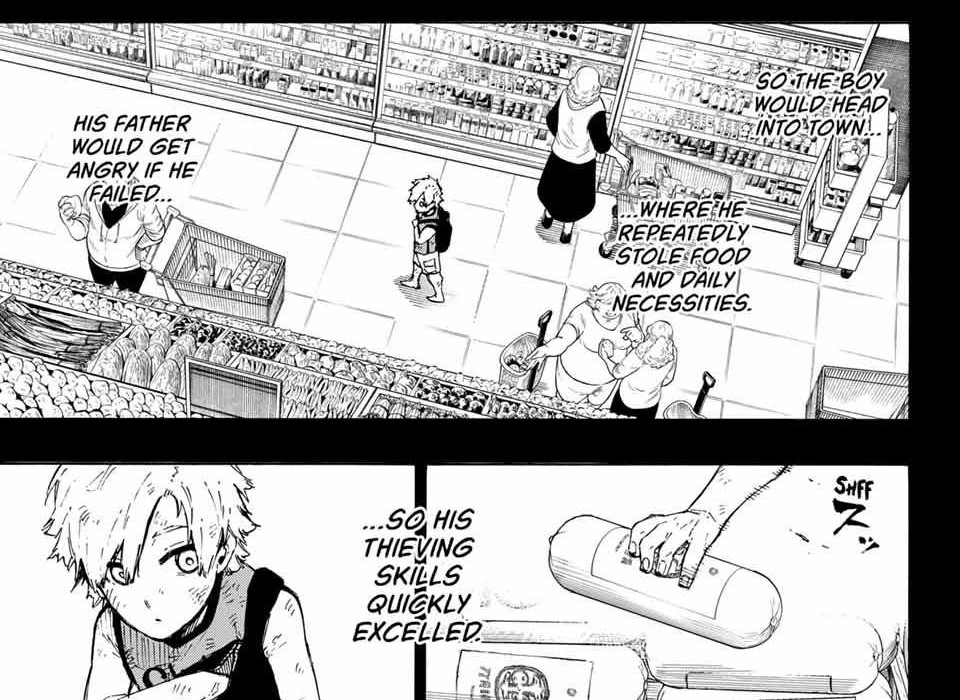 SO THE BOY
WOULD HEAD
INTO TOWN...
...WHERE HE
REPEATEDLY
STOLE FOOD
AND DAILY
NECESSITIES.
HIS FATHER
WOULD GET
ANGRY IF HE
FAILED...
SHFF
スッ
...SO HIS
THIEVING
SKILLS
QUICKLY
EXCELLED.